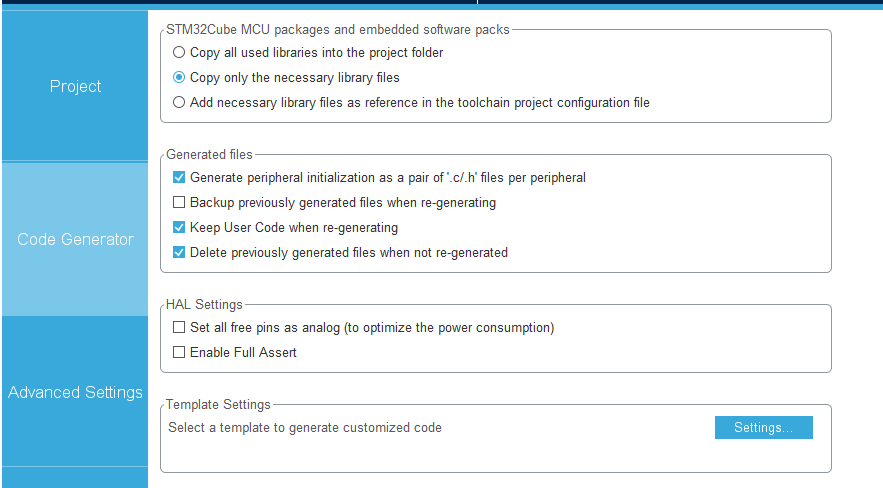 STM32Cube MCU packages and embedded software packs
Copy all used libraries into the project folder
Copy only the necessary library files
Add necessary library files as reference in the toolchain project configuration file
Project
Generated files
Generate peripheral initialization as a pair of '.c/.h' files per peripheral
Backup previously generated files when re-generating
Keep User Code when re-generating
Delete previously generated files when not re-generated
Code Generator
HAL Settings
Set all free pins as analog (to optimize the power consumption)
Enable Full Assert
Advanced Settings
Template Settings
Select a template to generate customized code
Settings...